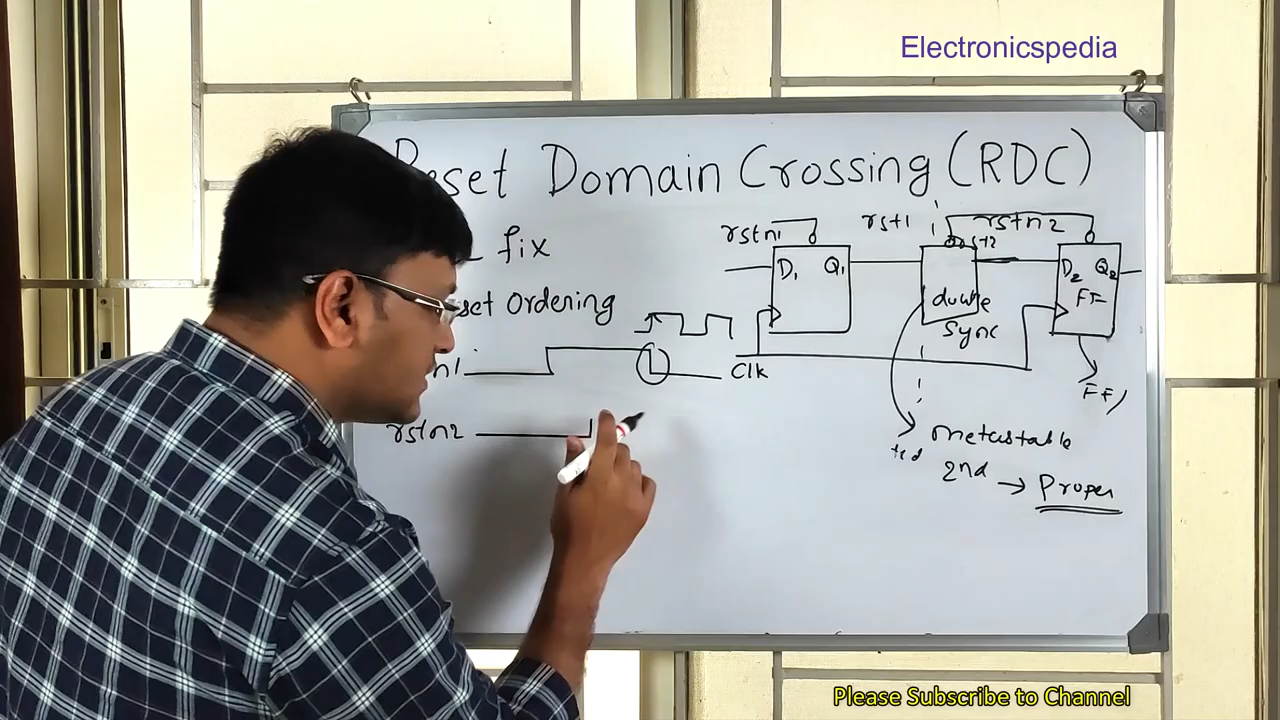 Electronicspedia
Reset Domain Crossing (RDC)
fix
set Ordering
rstn1
rst1
rstn2
D1 Q1
double
Sync
D2 Q2
FF
n1
Clk
FF1
rstn2
metastable
2nd → Proper
Please Subscribe to Channel